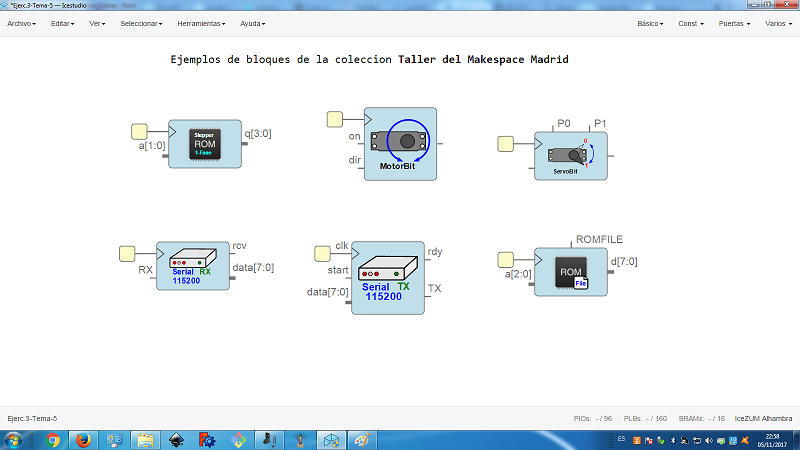 *Ejerc.3-Tema-5 — Icestudio
Archivo Editar Ver Seleccionar Herramientas Ayuda Básico Const Puertas Varios
Ejemplos de bloques de la coleccion Taller del Makespace Madrid
a[1:0]
Stepper
ROM
1-Fase
q[3:0]
on
dir
MotorBit
P0 P1
0
1
ServoBit
RX
Serial RX
115200
rcv
data[7:0]
clk
start
data[7:0]
Serial TX
115200
rdy
TX
ROMFILE
a[2:0]
ROM
File
d[7:0]
Ejerc.3-Tema-5
PIOs: - / 96 PLBs: - / 160 BRAMs: - / 16 IceZUM Alhambra
ES
22:58
05/11/2017